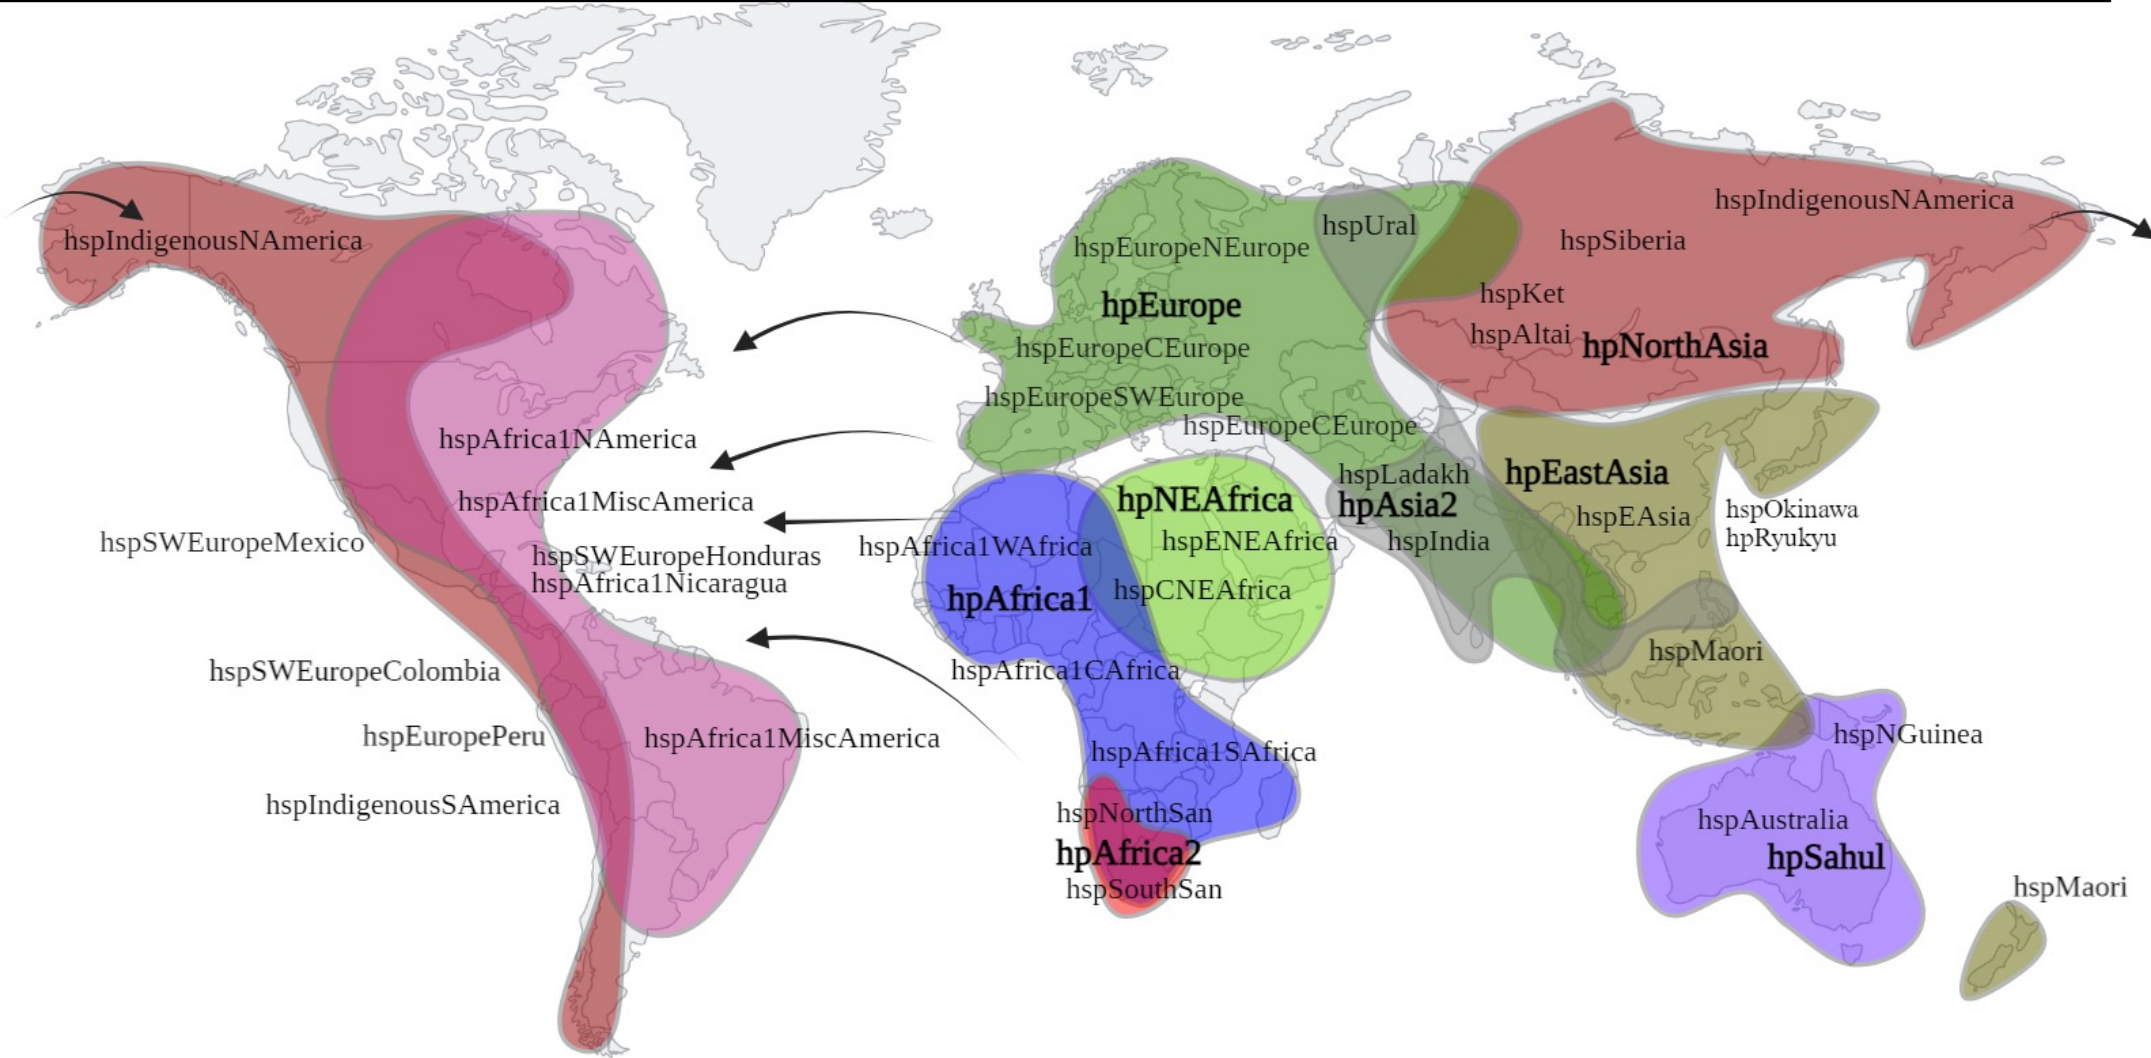 hspIndigenousNAmerica
hspAfrica1NAmerica
hspAfrica1MiscAmerica
hspSWEuropeMexico
hspSWEuropeHonduras
hspAfrica1Nicaragua
hspSWEuropeColombia
hspEuropePeru
hspAfrica1MiscAmerica
hspIndigenousSAmerica
hspEuropeNEurope
hspUral
hpEurope
hspEuropeCEurope
hspEuropeSWEurope
hspEuropeCEurope
hspIndigenousNAmerica
hspSiberia
hspKet
hspAltai
hpNorthAsia
hpNEAfrica
hspENEAfrica
hspAfrica1WAfrica
hspCNEAfrica
hpAfrica1
hspAfrica1CAfrica
hspAfrica1SAfrica
hspNorthSan
hpAfrica2
hspSouthSan
hspLadakh
hpAsia2
hspIndia
hpEastAsia
hspEAsia
hspOkinawa
hpRyukyu
hspMaori
hspNGuinea
hspAustralia
hpSahul
hspMaori